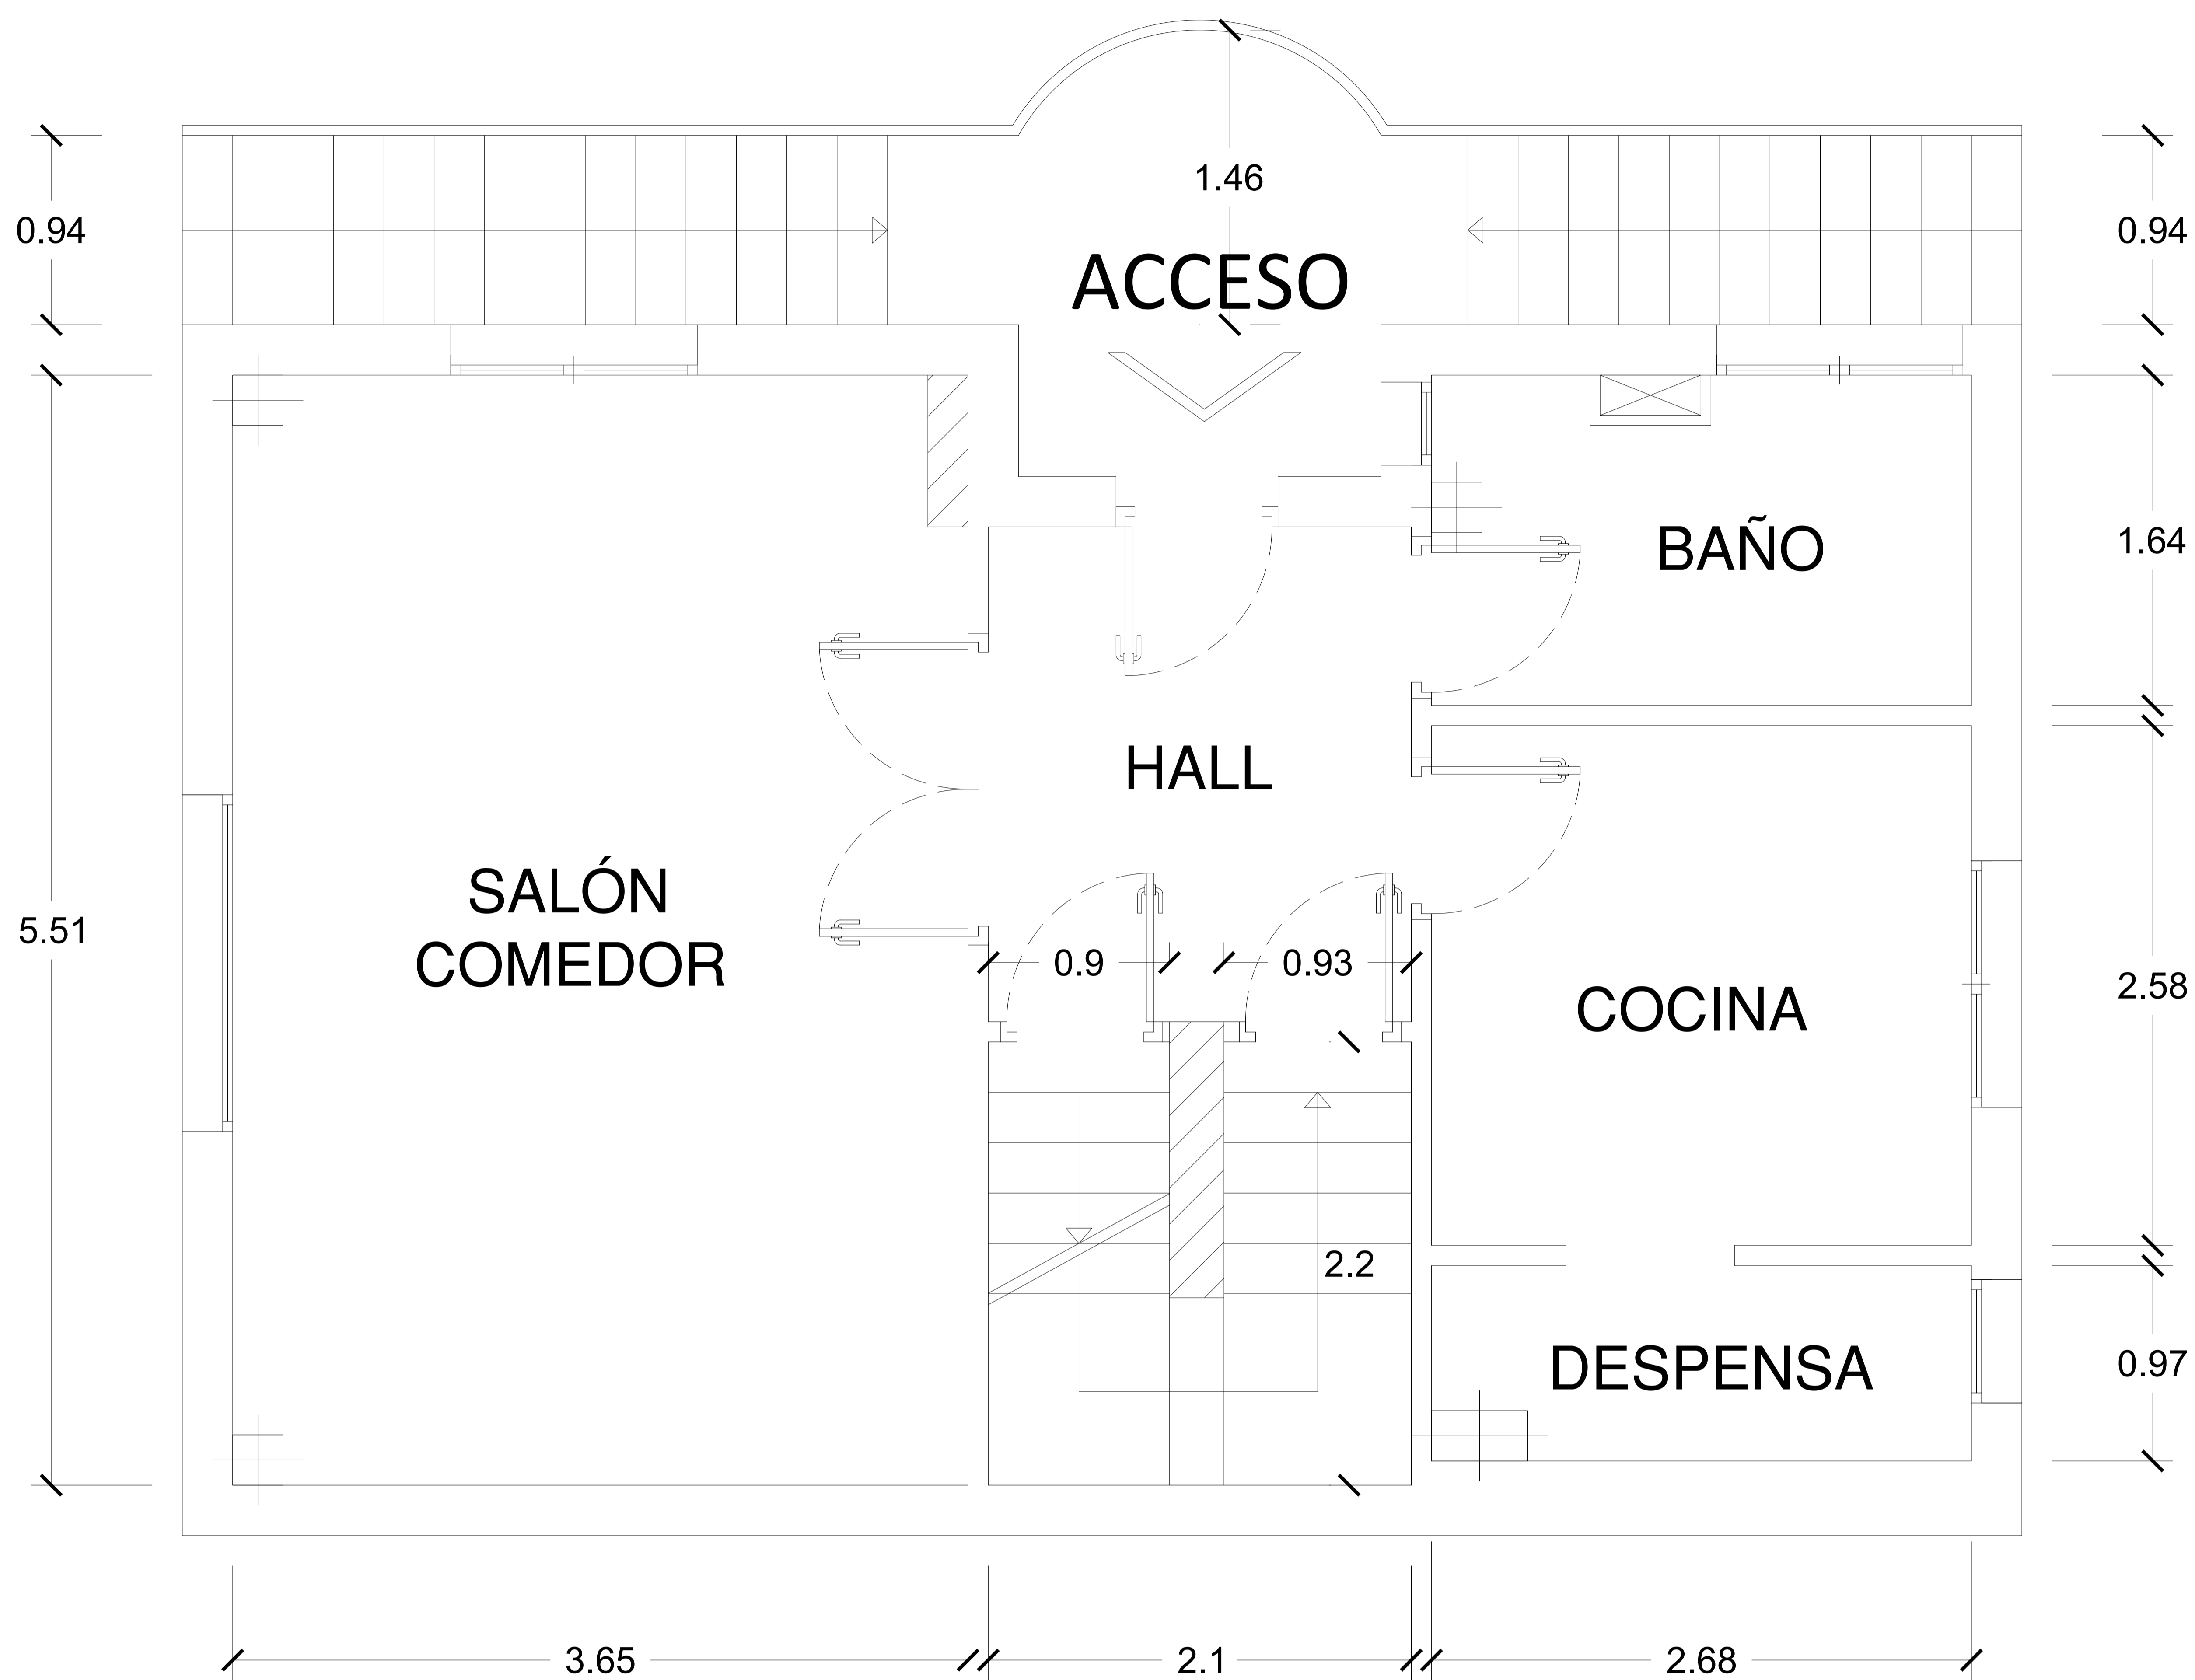 1.46
0.94
0.94
ACCESO
1.64
BAÑO
HALL
SALÓN
COMEDOR
5.51
0.9
0.93
2.58
COCINA
2.2
DESPENSA
0.97
3.65
2.1
2.68